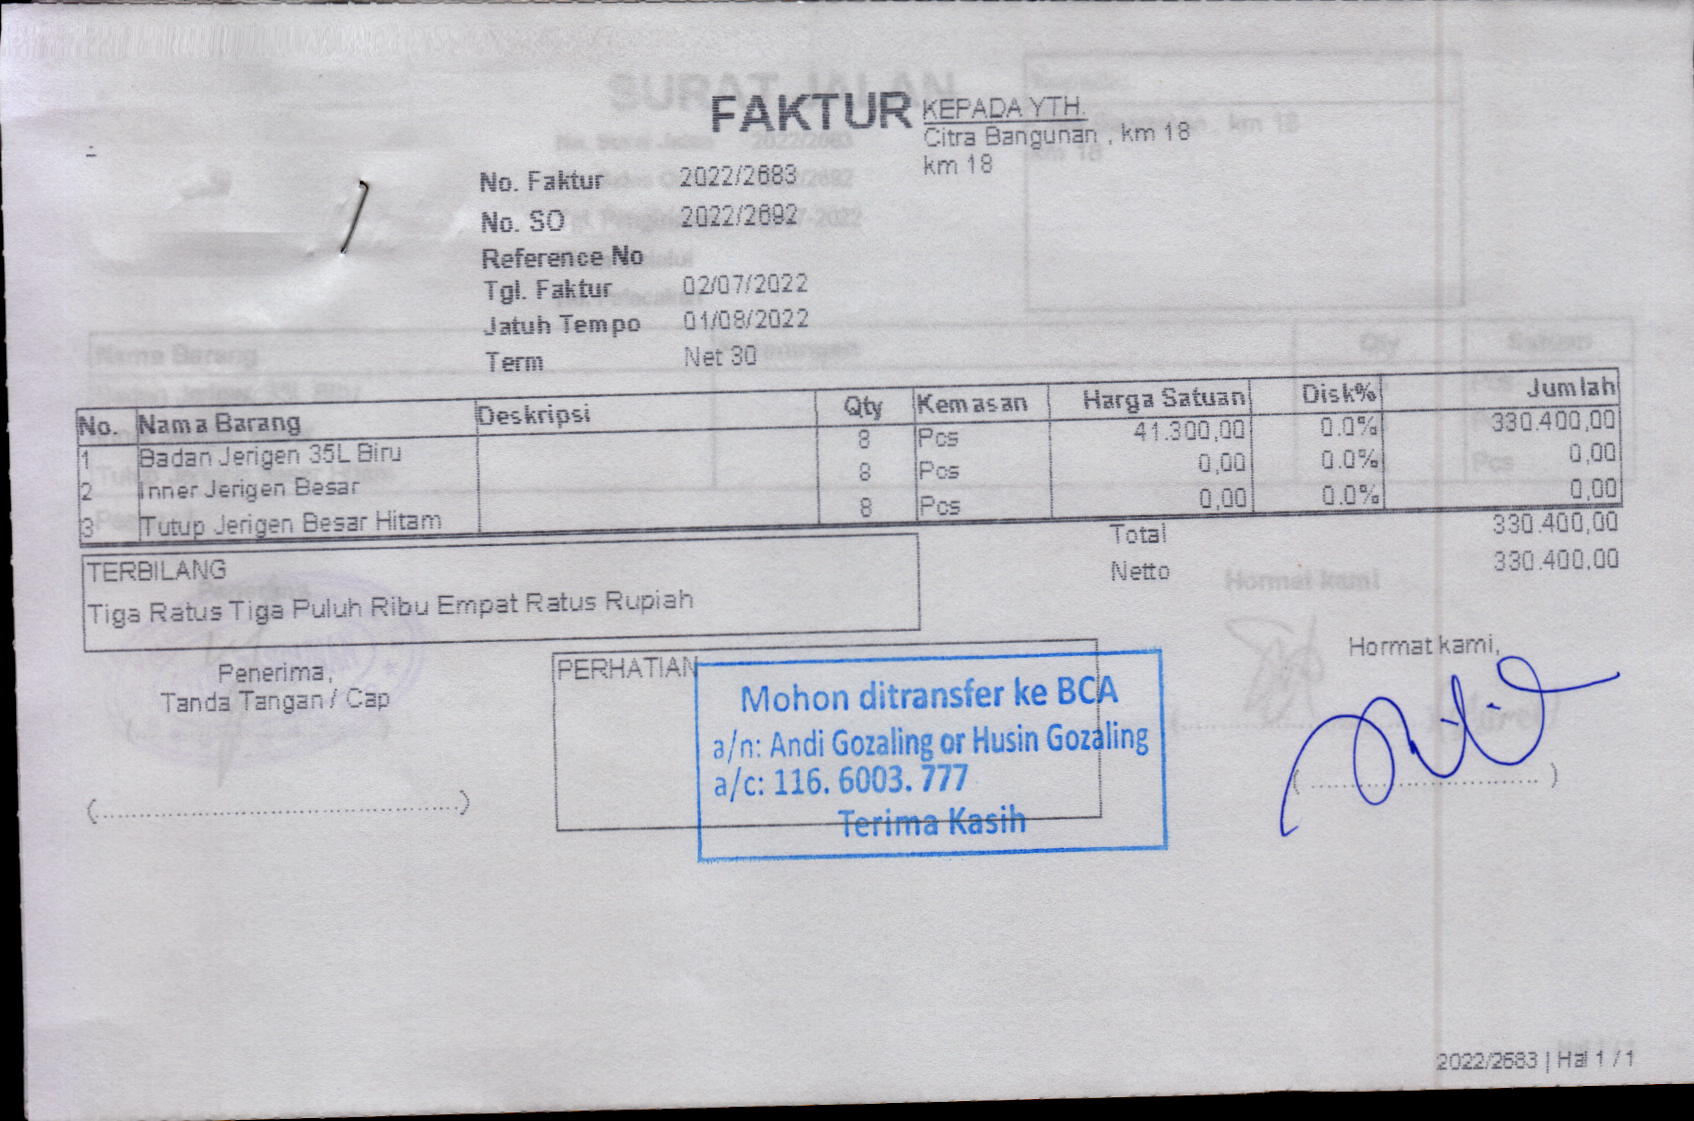 FAKTUR
KEPADA YTH.
Citra Bangunan , km 18
km 18
No. Faktur 2022/2683
No. SO 2022/2692
Reference No
Tgl. Faktur 02/07/2022
Jatuh Tempo 01/08/2022
Term Net 30
No. Nama Barang Deskripsi Qty Kemasan Harga Satuan Disk% Jumlah
1 Badan Jerigen 35L Biru 8 Pcs 41.300,00 0.0% 330.400,00
2 Inner Jerigen Besar 8 Pcs 0,00 0.0% 0,00
3 Tutup Jerigen Besar Hitam 8 Pcs 0,00 0.0% 0,00
Total 330.400,00
Netto 330.400,00
TERBILANG
Tiga Ratus Tiga Puluh Ribu Empat Ratus Rupiah
Penerima,
Tanda Tangan / Cap
(..........................................)
PERHATIAN
Mohon ditransfer ke BCA
a/n: Andi Gozaling or Husin Gozaling
a/c: 116. 6003. 777
Terima Kasih
Hormat kami,
( .................................. )
2022/2683 | Hal 1 / 1